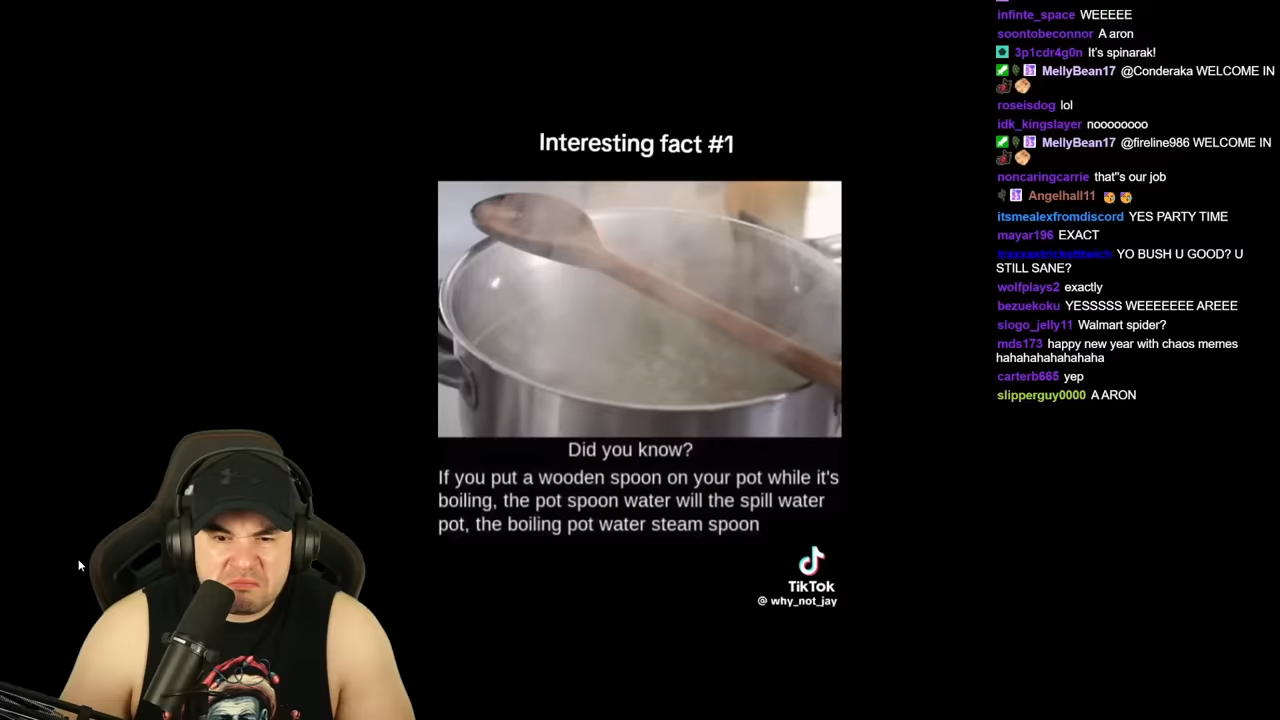 Interesting fact #1
Did you know?
If you put a wooden spoon on your pot while it's
boiling, the pot spoon water will the spill water
pot, the boiling pot water steam spoon
TikTok
@ why_not_jay
infinte_space WEEEEE
soontobeconnor A aron
3p1cdr4g0n It's spinarak!
MellyBean17 @Conderaka WELCOME IN
roseisdog lol
idk_kingslayer noooooooo
MellyBean17 @fireline986 WELCOME IN
noncaringcarrie that"s our job
Angelhall11
itsmealexfromdiscord YES PARTY TIME
mayar196 EXACT
YO BUSH U GOOD? U
STILL SANE?
wolfplays2 exactly
bezuekoku YESSSSS WEEEEEEE AREEE
slogo_jelly11 Walmart spider?
mds173 happy new year with chaos memes
hahahahahahahaha
carterb665 yep
slipperguy0000 A ARON